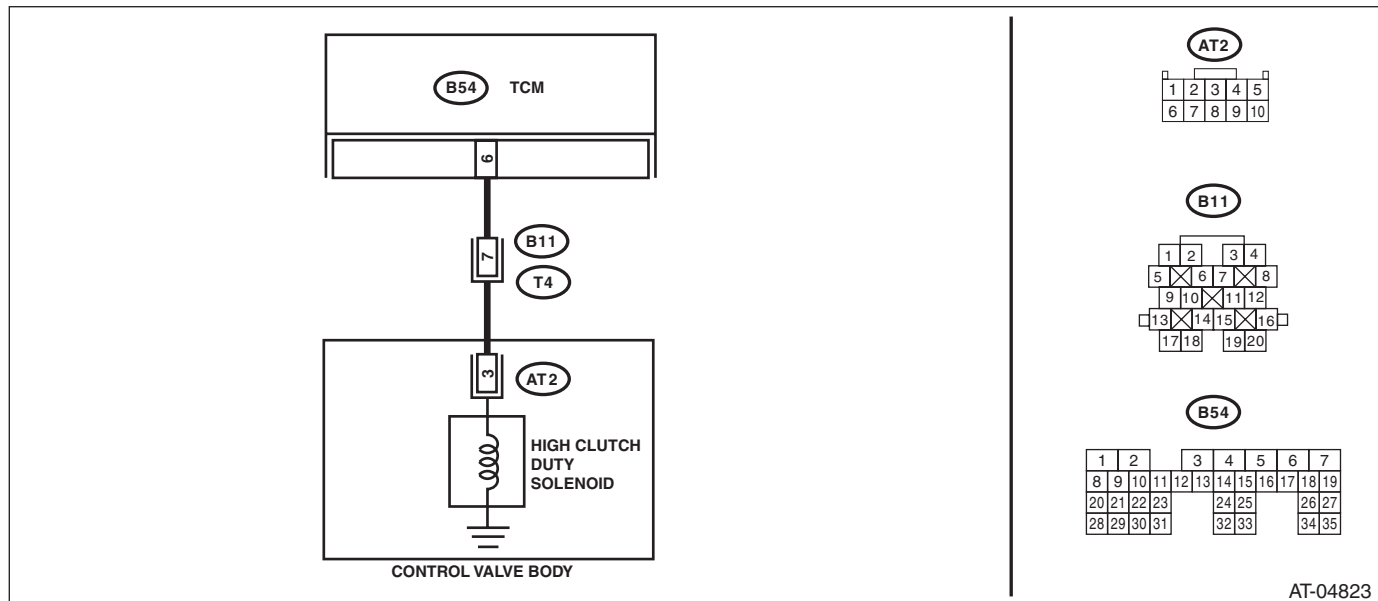 B54 TCM
6
7
B11
T4
3
AT2
HIGH CLUTCH
DUTY
SOLENOID
CONTROL VALVE BODY
AT2
1 2 3 4 5
6 7 8 9 10
B11
1 2 3 4
5 6 7 8
9 10 11 12
13 14 15 16
17 18 19 20
B54
1 2 3 4 5 6 7
8 9 10 11 12 13 14 15 16 17 18 19
20 21 22 23 24 25 26 27
28 29 30 31 32 33 34 35
AT-04823